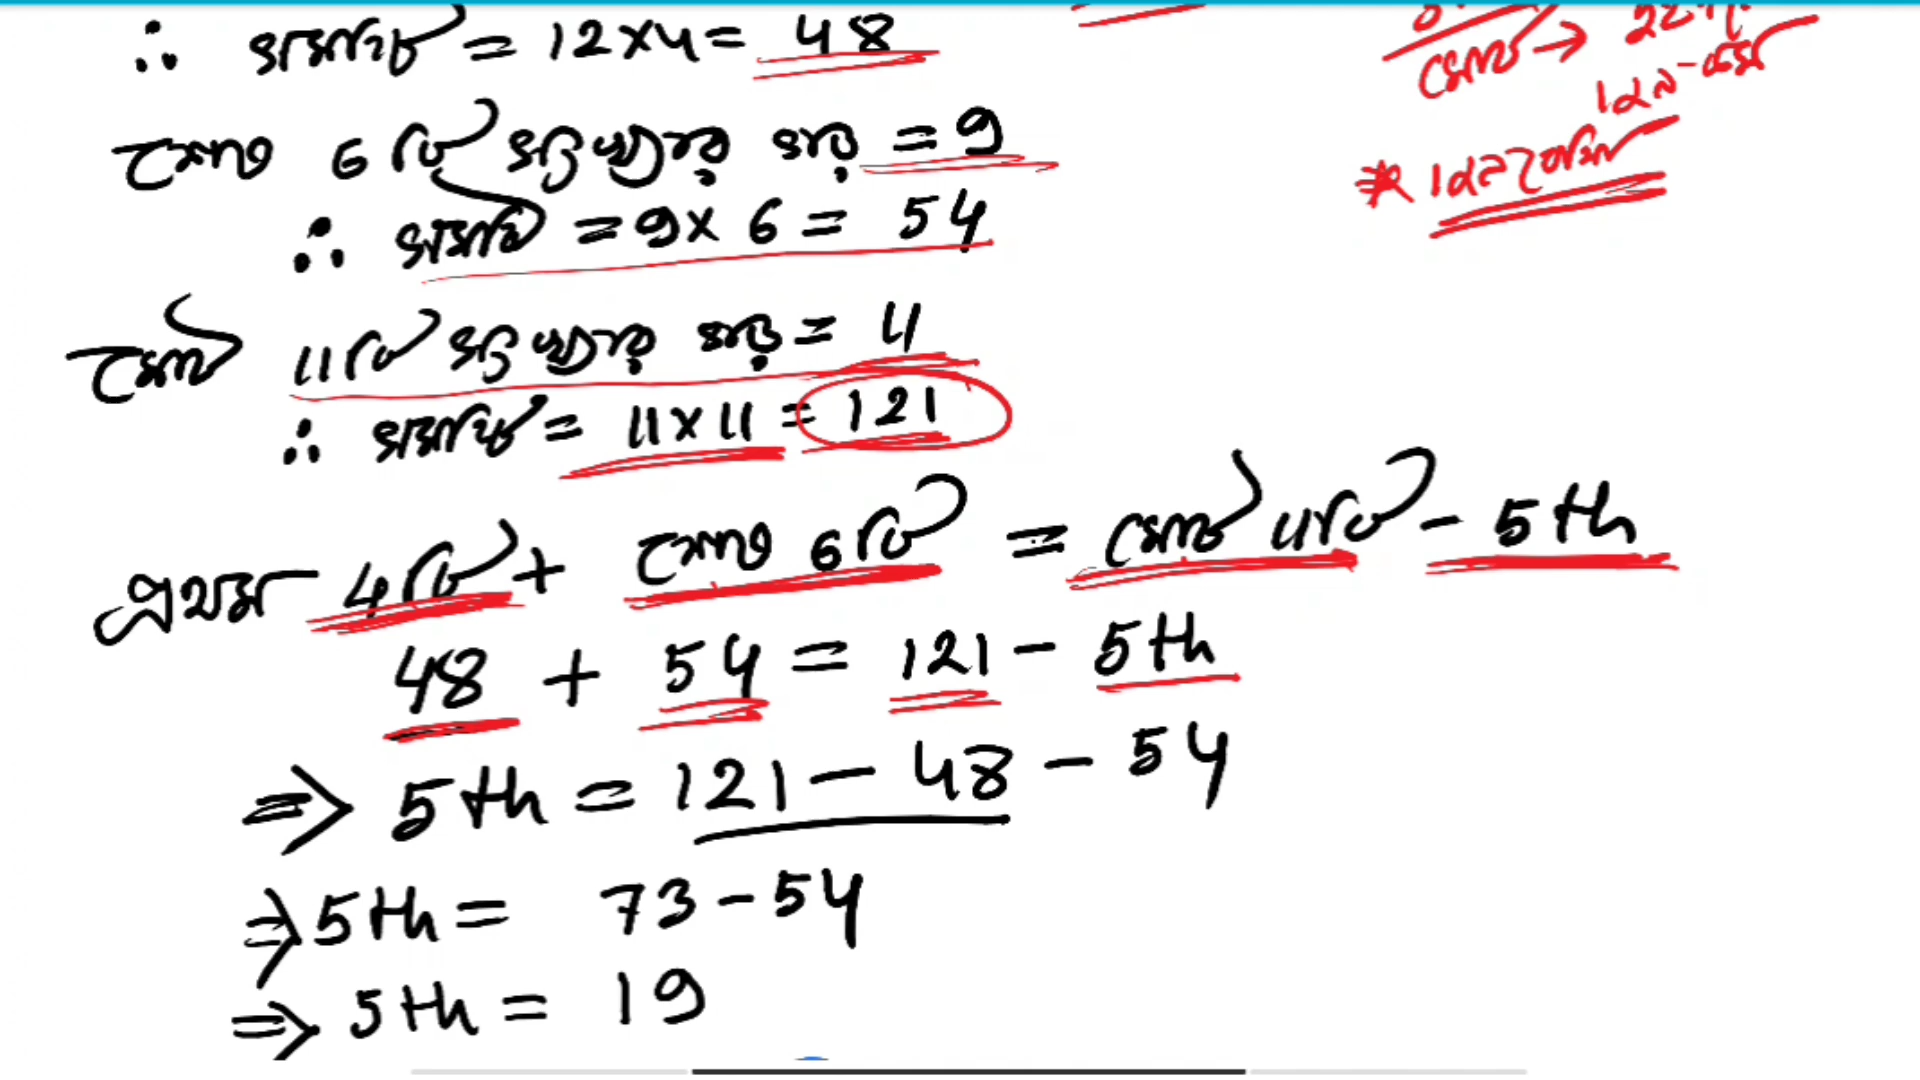 ∴ সমষ্টি = 12×4 = 48
শেষ 6 টি সংখ্যার গড় = 9
∴ সমষ্টি = 9× 6 = 54
মোট 11টি সংখ্যার গড় = 11
∴ সমষ্টি = 11×11 = 121
প্রথম 4টি + শেষ 6টি = মোট 11টি - 5th
48 + 54 = 121 - 5th
⇒ 5th = 121 - 48 - 54
⇒ 5th = 73 - 54
⇒ 5th = 19
মোট →